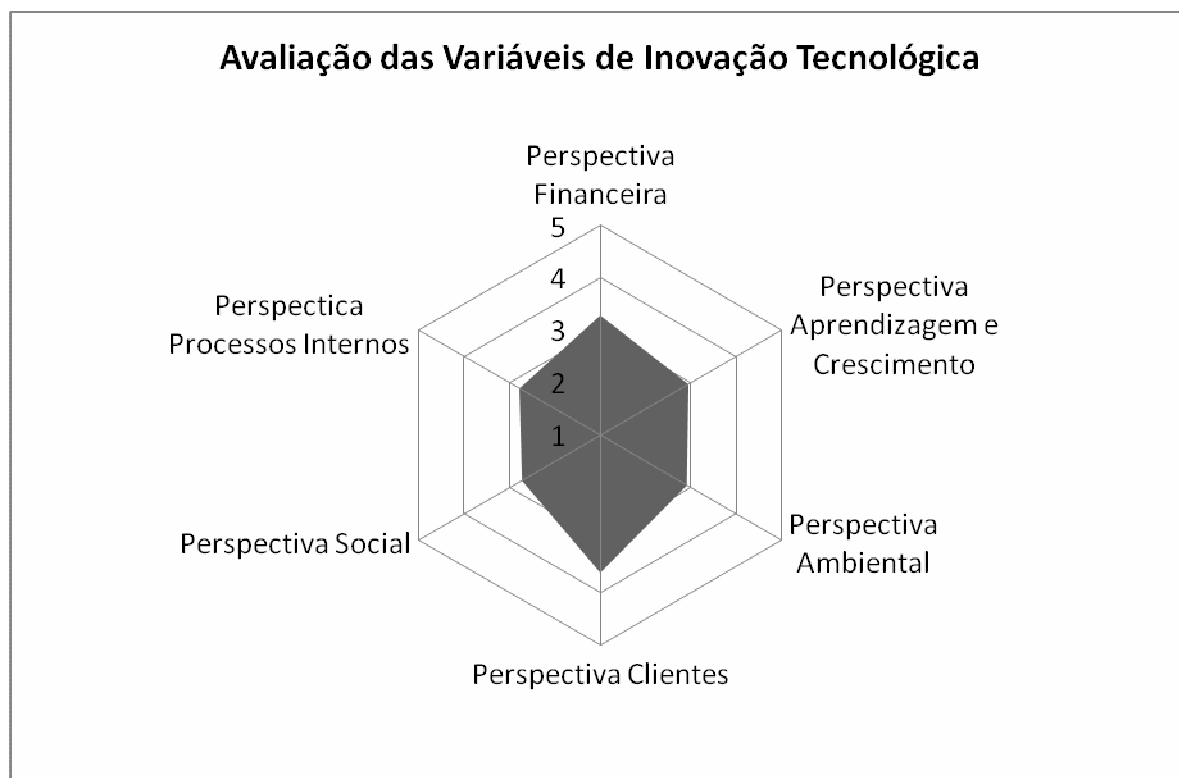 Avaliação das Variáveis de Inovação Tecnológica
Perspectiva
Financeira
5
4
3
2
1
Perspectiva
Aprendizagem e
Crescimento
Perspectiva
Ambiental
Perspectiva Clientes
Perspectiva Social
Perspectica
Processos Internos